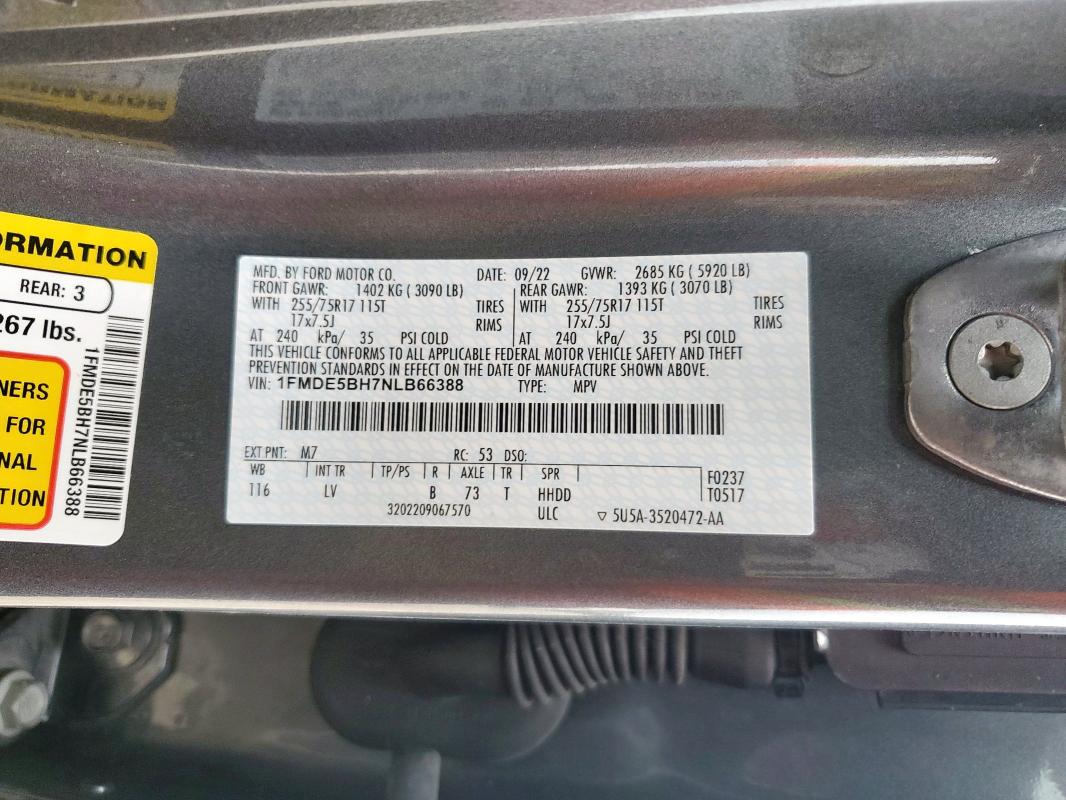 ORMATION
REAR: 3
267 lbs.
NERS
FOR
NAL
TION
1FMDE5BH7NLB66388
MFD. BY FORD MOTOR CO. DATE: 09/22 GVWR: 2685 KG ( 5920 LB)
FRONT GAWR: 1402 KG ( 3090 LB) REAR GAWR: 1393 KG ( 3070 LB)
WITH 255/75R17 115T TIRES WITH 255/75R17 115T TIRES
17x7.5J RIMS 17x7.5J RIMS
AT 240 kPa/ 35 PSI COLD AT 240 kPa/ 35 PSI COLD
THIS VEHICLE CONFORMS TO ALL APPLICABLE FEDERAL MOTOR VEHICLE SAFETY AND THEFT
PREVENTION STANDARDS IN EFFECT ON THE DATE OF MANUFACTURE SHOWN ABOVE.
VIN: 1FMDE5BH7NLB66388 TYPE: MPV
EXT PNT: M7 RC: 53 DSO:
WB INT TR TP/PS R AXLE TR SPR F0237
116 LV B 73 T HHDD T0517
3202209067570 ULC ▽ 5U5A-3520472-AA